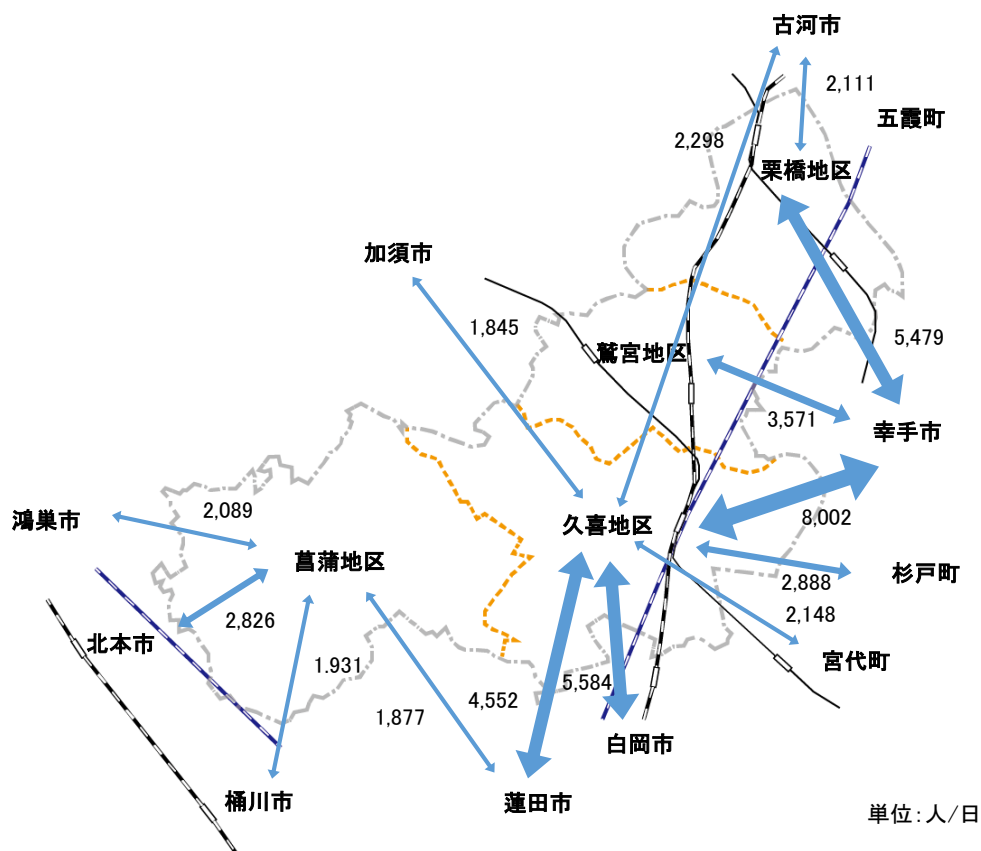 古河市
2,111
五霞町
2,298
栗橋地区
加須市
1,845
5,479
鷲宮地区
3,571
幸手市
2,089
鴻巣市
久喜地区
8,002
菖蒲地区
杉戸町
2,888
2,826
2,148
北本市
1.931
宮代町
5,584
4,552
1,877
白岡市
桶川市
蓮田市
単位:人/日